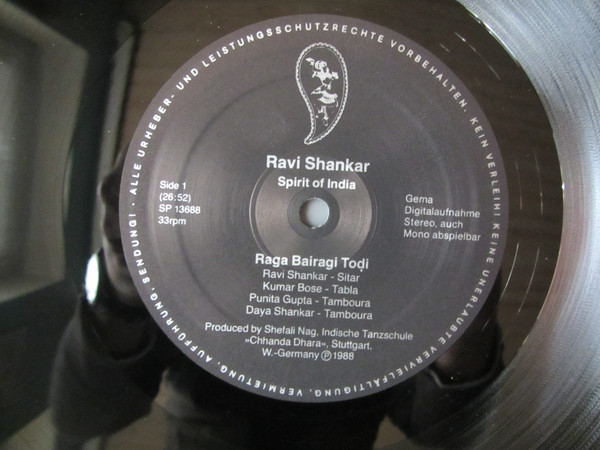 ALLE URHEBER- UND LEISTUNGSSCHUTZRECHTE VORBEHALTEN. KEIN VERLEIH! KEINE UNERLAUBTE VERVIELFÄLTIGUNG, VERMIETUNG, AUFFÜHRUNG, SENDUNG! -
Ravi Shankar
Spirit of India
Side 1
(26:52)
SP 13688
33rpm
Gema
Digitalaufnahme
Stereo, auch
Mono abspielbar
Raga Bairagi Toḍi
Ravi Shankar - Sitar
Kumar Bose - Tabla
Punita Gupta - Tamboura
Daya Shankar - Tamboura
Produced by Shefali Nag, Indische Tanzschule
»Chhanda Dhara«, Stuttgart.
W.-Germany Ⓟ 1988